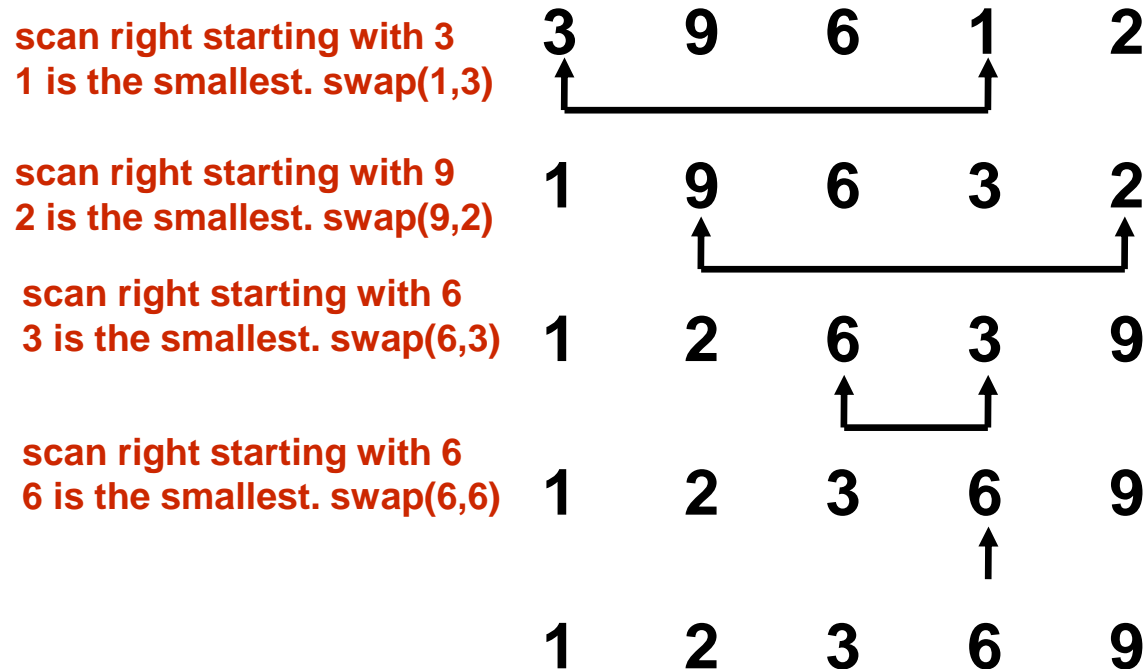 scan right starting with 3
1 is the smallest. swap(1,3)
3 9 6 1 2
scan right starting with 9
2 is the smallest. swap(9,2)
1 9 6 3 2
scan right starting with 6
3 is the smallest. swap(6,3)
1 2 6 3 9
scan right starting with 6
6 is the smallest. swap(6,6)
1 2 3 6 9
1 2 3 6 9